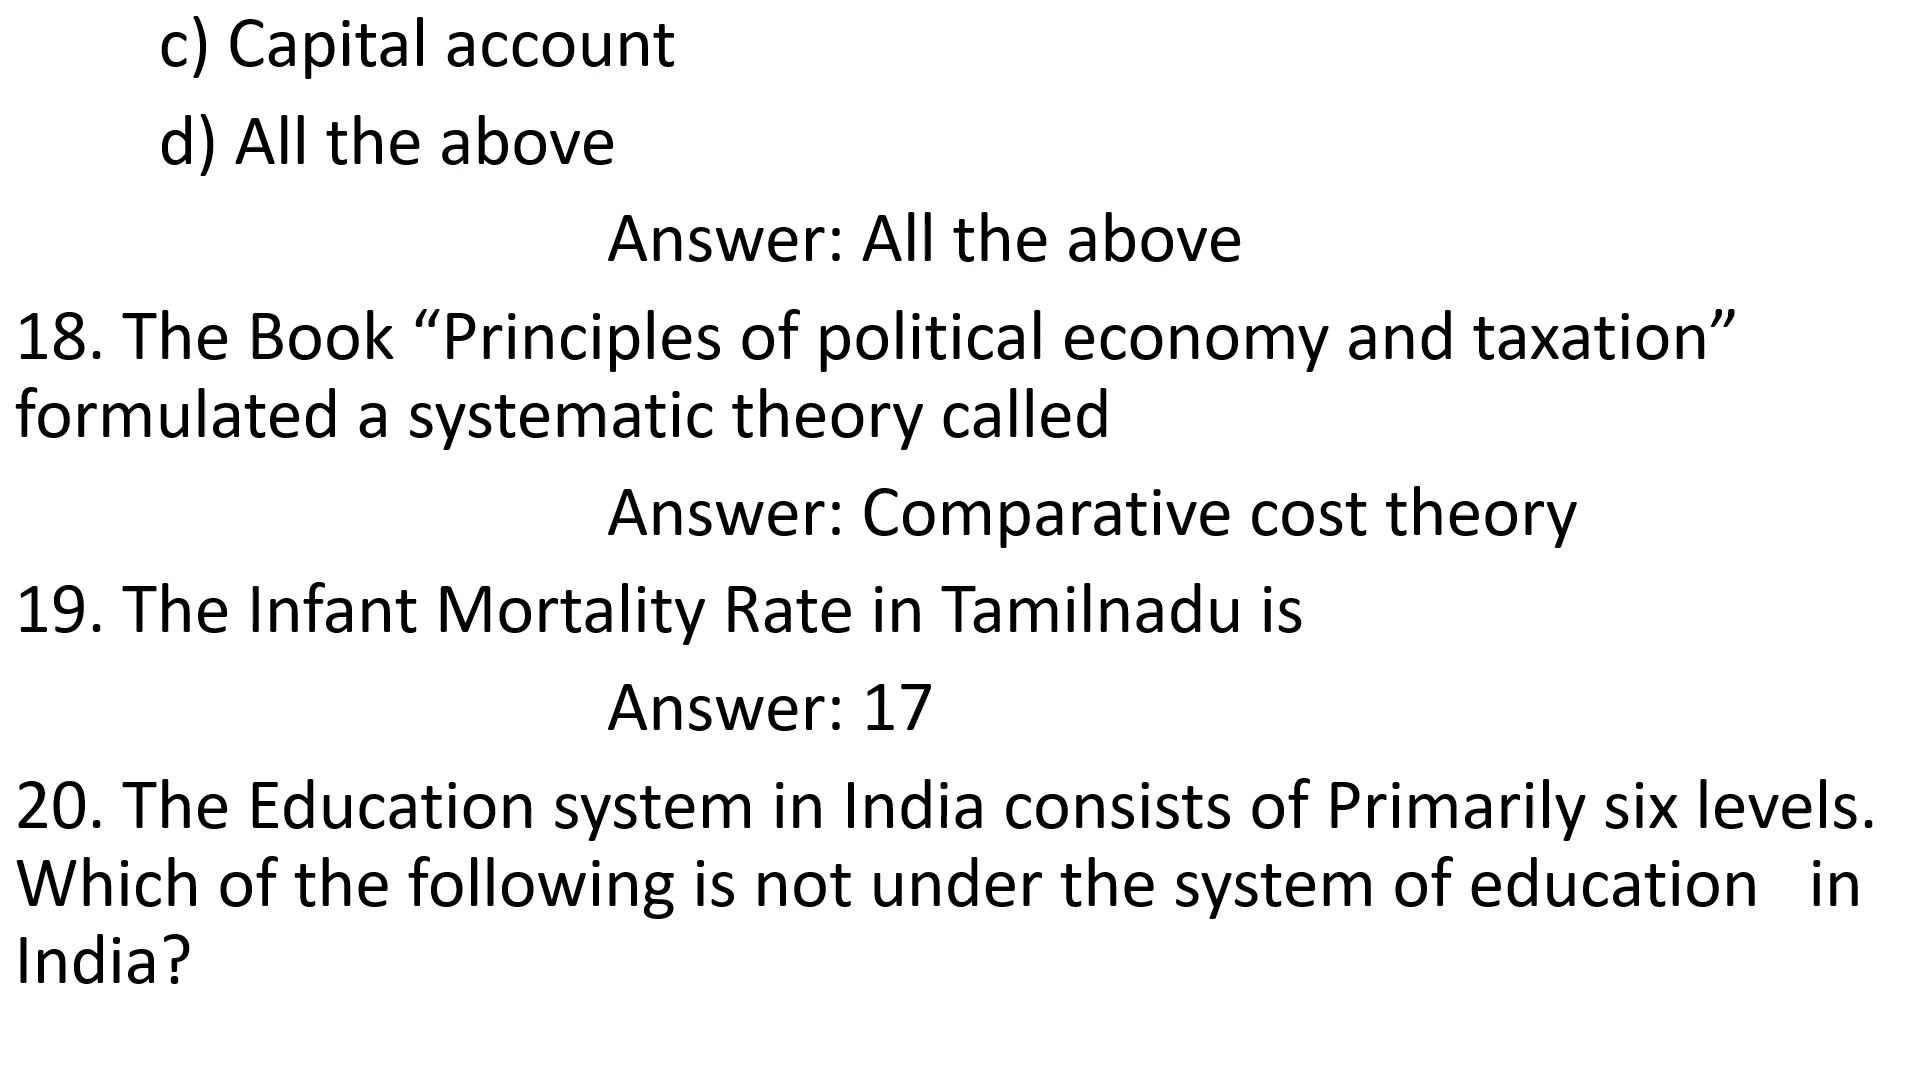 c) Capital account
d) All the above
Answer: All the above
18. The Book “Principles of political economy and taxation”
formulated a systematic theory called
Answer: Comparative cost theory
19. The Infant Mortality Rate in Tamilnadu is
Answer: 17
20. The Education system in India consists of Primarily six levels.
Which of the following is not under the system of education   in
India?